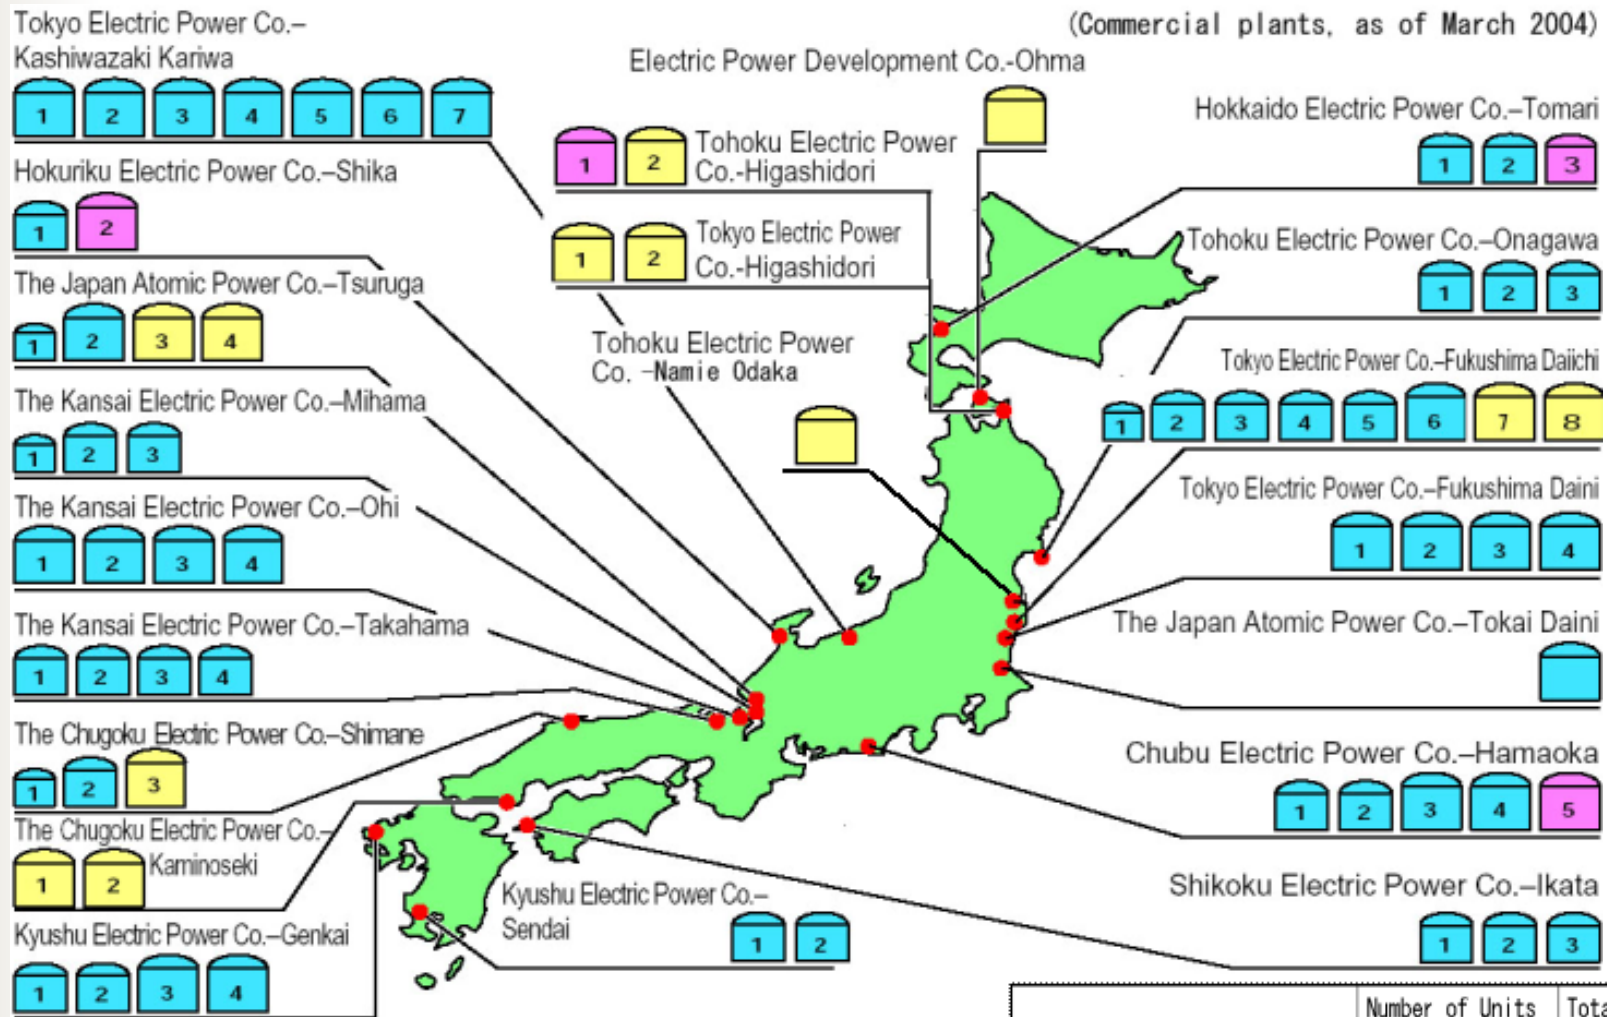 Tokyo Electric Power Co.–
Kashiwazaki Kariwa
1 2 3 4 5 6 7
Hokuriku Electric Power Co.–Shika
1 2
The Japan Atomic Power Co.–Tsuruga
1 2 3 4
The Kansai Electric Power Co.–Mihama
1 2 3
The Kansai Electric Power Co.–Ohi
1 2 3 4
The Kansai Electric Power Co.–Takahama
1 2 3 4
The Chugoku Electric Power Co.–Shimane
1 2 3
The Chugoku Electric Power Co.–
Kaminoseki
1 2
Kyushu Electric Power Co.–Genkai
1 2 3 4
(Commercial plants, as of March 2004)
Electric Power Development Co.-Ohma
1 2
Tohoku Electric Power
Co.-Higashidori
1 2
Tokyo Electric Power
Co.-Higashidori
Tohoku Electric Power
Co. -Namie Odaka
Kyushu Electric Power Co.–
Sendai
1 2
Hokkaido Electric Power Co.–Tomari
1 2 3
Tohoku Electric Power Co.–Onagawa
1 2 3
Tokyo Electric Power Co.–Fukushima Daiichi
1 2 3 4 5 6 7 8
Tokyo Electric Power Co.–Fukushima Daini
1 2 3 4
The Japan Atomic Power Co.–Tokai Daini
Chubu Electric Power Co.–Hamaoka
1 2 3 4 5
Shikoku Electric Power Co.–Ikata
1 2 3
Number of Units